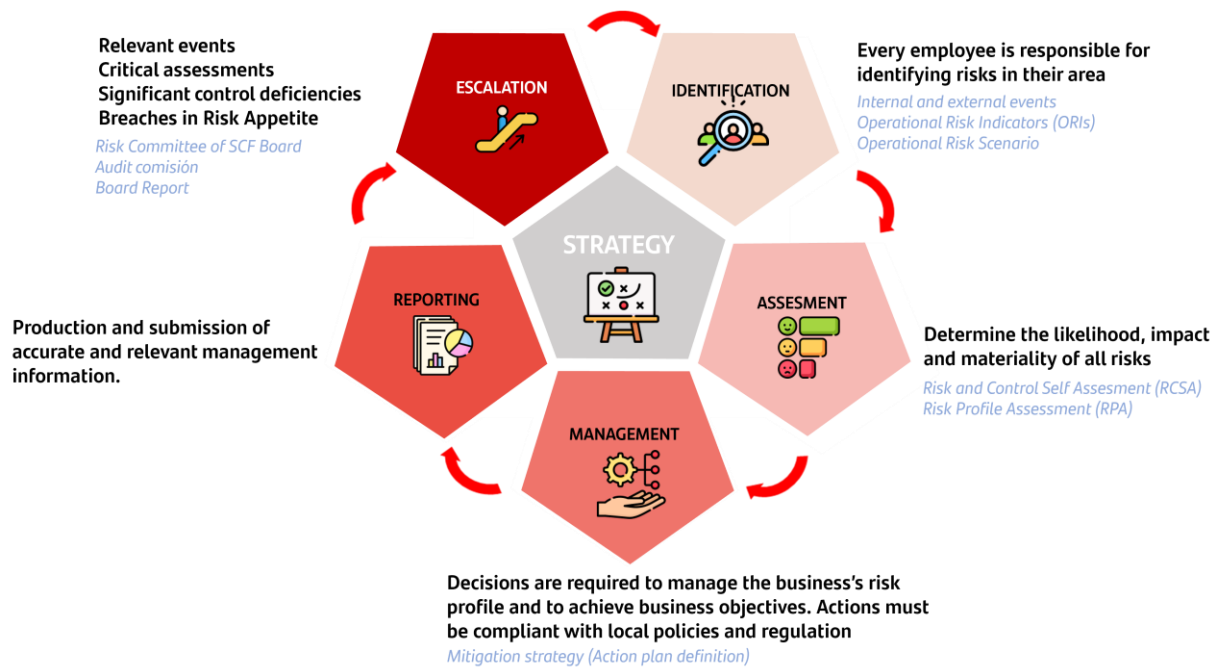 ESCALATION
Relevant events
Critical assessments
Significant control deficiencies
Breaches in Risk Appetite
Risk Committee of SCF Board
Audit comisión
Board Report
IDENTIFICATION
Every employee is responsible for
identifying risks in their area
Internal and external events
Operational Risk Indicators (ORIs)
Operational Risk Scenario
STRATEGY
ASSESMENT
Determine the likelihood, impact
and materiality of all risks
Risk and Control Self Assesment (RCSA)
Risk Profile Assessment (RPA)
REPORTING
Production and submission of
accurate and relevant management
information.
MANAGEMENT
Decisions are required to manage the business's risk
profile and to achieve business objectives. Actions must
be compliant with local policies and regulation
Mitigation strategy (Action plan definition)